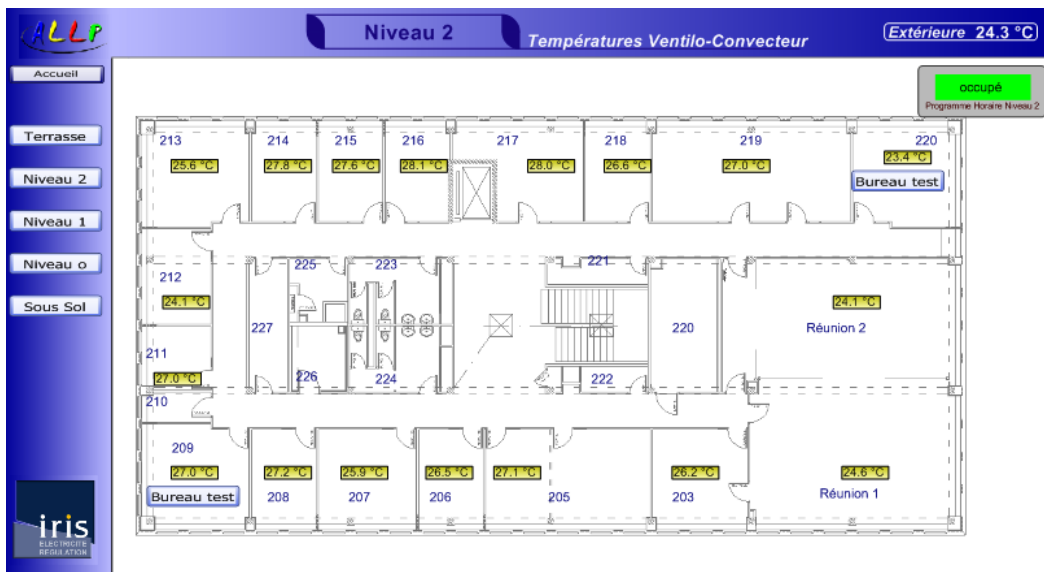 ALLP
Niveau 2
Températures Ventilo-Convecteur
Extérieure 24.3 °C
Accueil
occupé
Programme Horaire Niveau 2
Terrasse
Niveau 2
Niveau 1
Niveau o
Sous Sol
213
214
215
216
217
218
219
220
25.6 °C
27.8 °C
27.6 °C
28.1 °C
28.0 °C
26.6 °C
27.0 °C
23.4 °C
Bureau test
225
223
221
212
24.1 °C
24.1 °C
227
220
Réunion 2
211
27.0 °C
226
224
222
210
209
27.0 °C
27.2 °C
25.9 °C
26.5 °C
27.1 °C
26.2 °C
24.6 °C
Bureau test
208
207
206
205
203
Réunion 1
iris
ELECTRICITE
REGULATION